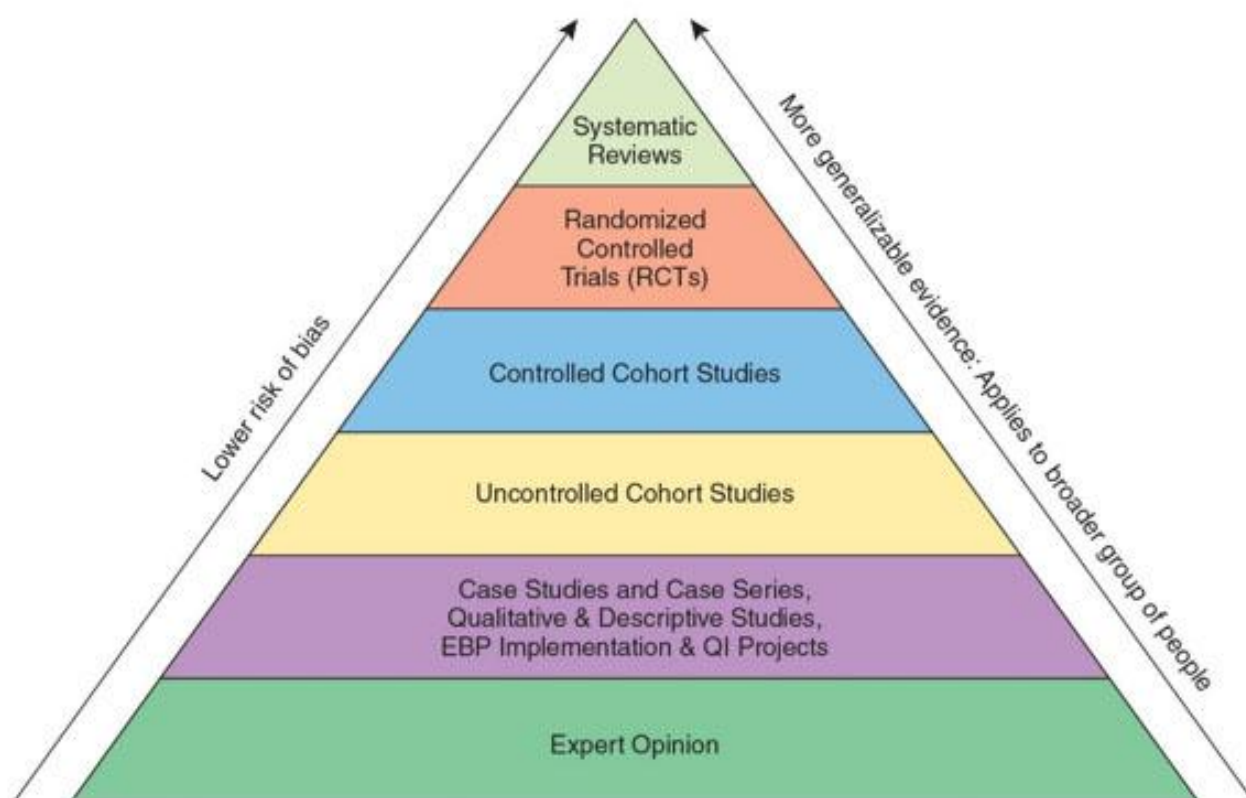 Systematic
Reviews
Randomized
Controlled
Trials (RCTs)
Controlled Cohort Studies
Uncontrolled Cohort Studies
Case Studies and Case Series,
Qualitative & Descriptive Studies,
EBP Implementation & QI Projects
Expert Opinion
Lower risk of bias
More generalizable evidence: Applies to broader group of people